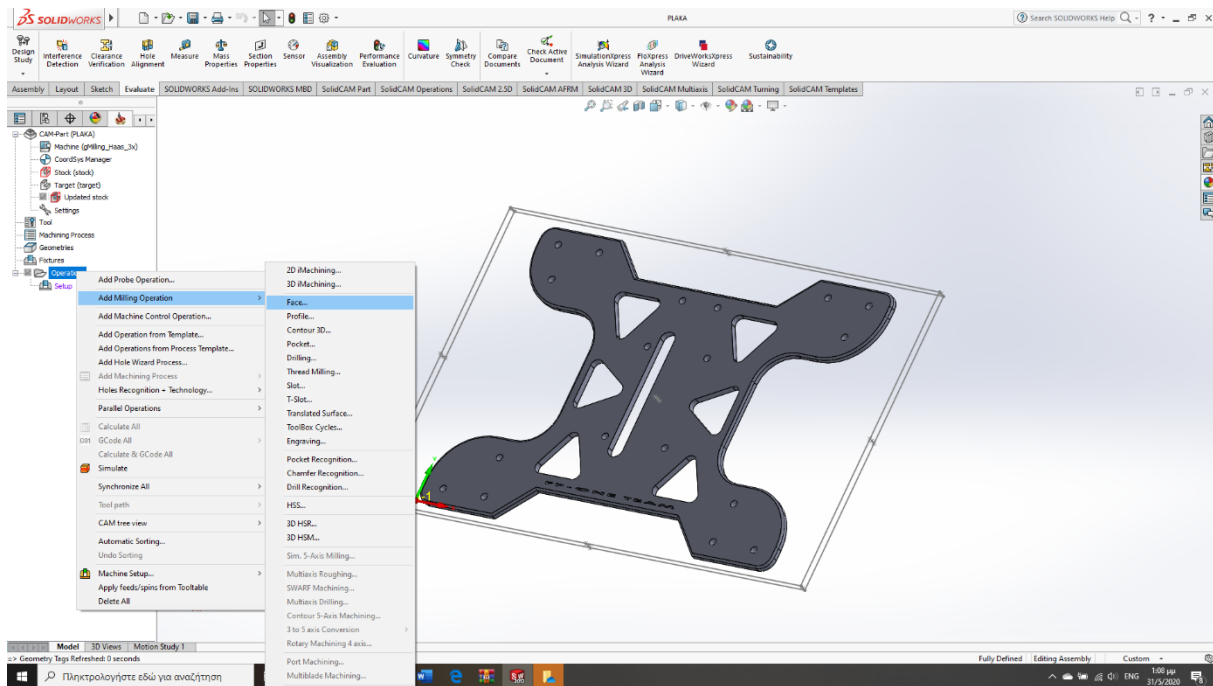 SOLIDWORKS
PLAKA
Search SOLIDWORKS Help
Design Study
Interference Detection
Clearance Verification
Hole Alignment
Measure
Mass Properties
Section Properties
Sensor
Assembly Visualization
Performance Evaluation
Curvature
Symmetry Check
Compare Documents
Check Active Document
SimulationXpress Analysis Wizard
FloXpress Analysis Wizard
DriveWorksXpress Wizard
Sustainability
Assembly Layout Sketch Evaluate SOLIDWORKS Add-Ins SOLIDWORKS MBD SolidCAM Part SolidCAM Operations SolidCAM 2.5D SolidCAM AFRM SolidCAM 3D SolidCAM Multiaxis SolidCAM Turning SolidCAM Templates
CAM-Part (PLAKA)
Machine (gMilling_Haas_3x)
CoordSys Manager
Stock (stock)
Target (target)
Updated stock
Settings
Tool
Machining Process
Geometries
Fixtures
Operatio
Setup
Add Probe Operation...
Add Milling Operation
Add Machine Control Operation...
Add Operation from Template...
Add Operations from Process Template...
Add Hole Wizard Process...
Add Machining Process
Holes Recognition + Technology...
Parallel Operations
Calculate All
GCode All
Calculate & GCode All
Simulate
Synchronize All
Tool path
CAM tree view
Automatic Sorting...
Undo Sorting
Machine Setup...
Apply feeds/spins from Tooltable
Delete All
2D iMachining...
3D iMachining...
Face...
Profile...
Contour 3D...
Pocket...
Drilling...
Thread Milling...
Slot...
T-Slot...
Translated Surface...
ToolBox Cycles...
Engraving...
Pocket Recognition...
Chamfer Recognition...
Drill Recognition...
HSS...
3D HSR...
3D HSM...
Sim. 5-Axis Milling...
Multiaxis Roughing...
SWARF Machining...
Multiaxis Drilling...
Contour 5-Axis Machining...
3 to 5 axis Conversion
Rotary Machining 4 axis...
Port Machining...
Multiblade Machining...
Model 3D Views Motion Study 1
=> Geometry Tags Refreshed: 0 seconds
Fully Defined Editing Assembly Custom
Πληκτρολογήστε εδώ για αναζήτηση
ENG
1:08 μμ
31/5/2020